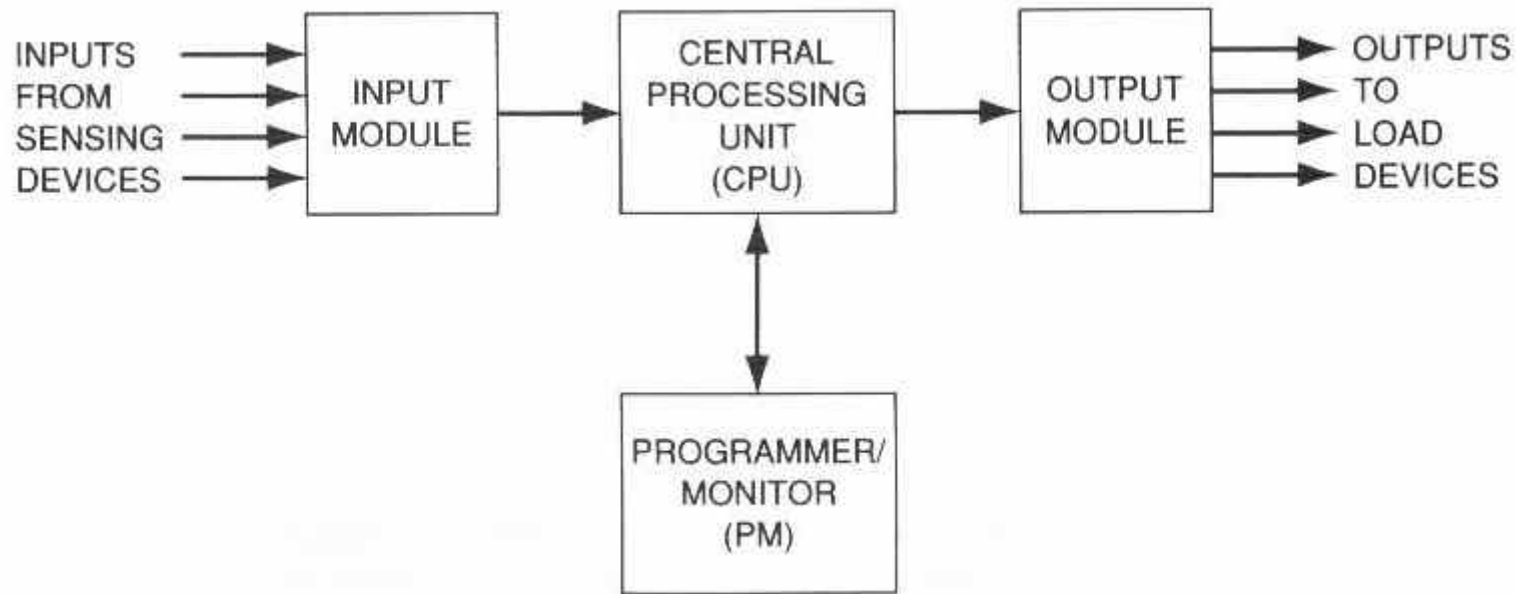 INPUTS
FROM
SENSING
DEVICES
INPUT
MODULE
CENTRAL
PROCESSING
UNIT
(CPU)
OUTPUT
MODULE
OUTPUTS
TO
LOAD
DEVICES
PROGRAMMER/
MONITOR
(PM)